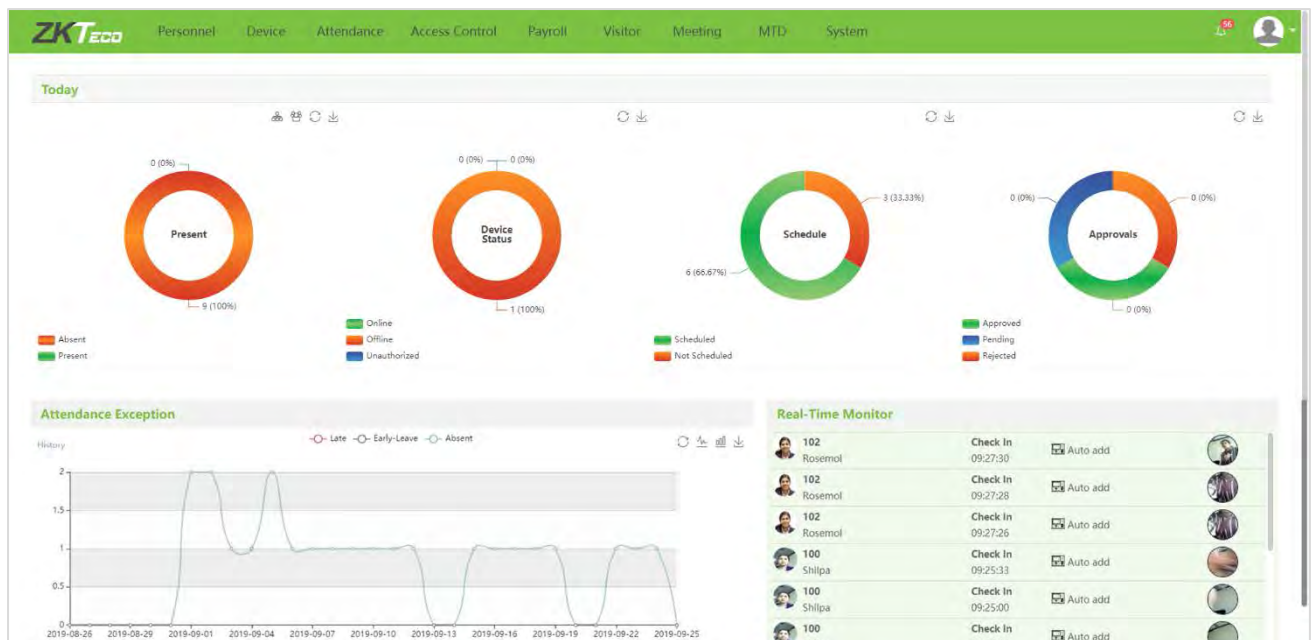 ZKTeco Personnel Device Attendance Access Control Payroll Visitor Meeting MTD System 56
Today
0 (0%)
Present
9 (100%)
Absent
Present
0 (0%) 0 (0%)
Device
Status
1 (100%)
Online
Offline
Unauthorized
3 (33.33%)
Schedule
6 (66.67%)
Scheduled
Not Scheduled
0 (0%) 0 (0%)
Approvals
0 (0%)
Approved
Pending
Rejected
Attendance Exception
History
Late Early-Leave Absent
2
1.5
1
0.5
0
2019-08-26 2019-08-29 2019-09-01 2019-09-04 2019-09-07 2019-09-10 2019-09-13 2019-09-16 2019-09-19 2019-09-22 2019-09-25
Real-Time Monitor
102 Check In Auto add
Rosemol 09:27:30
102 Check In Auto add
Rosemol 09:27:28
102 Check In Auto add
Rosemol 09:27:26
100 Check In Auto add
Shilpa 09:25:33
100 Check In Auto add
Shilpa 09:25:00
100 Check In Auto add